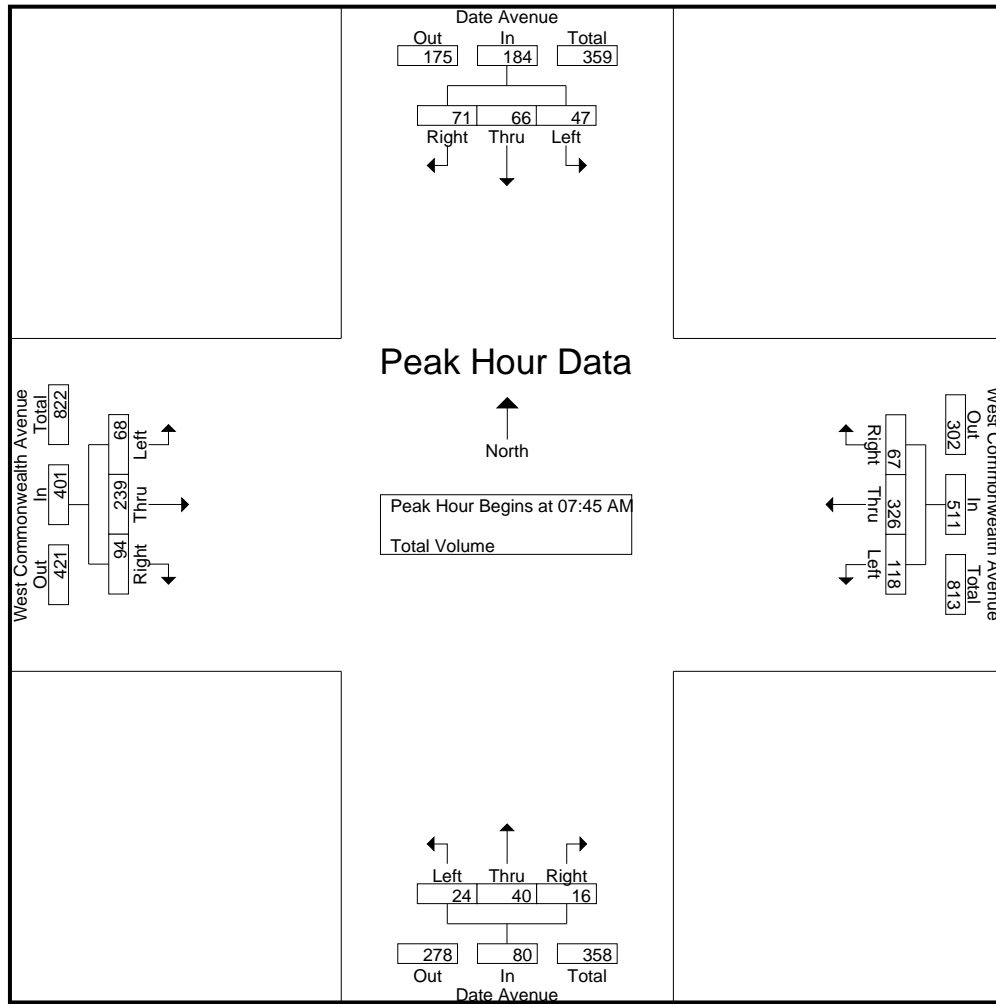 Date Avenue
Out In Total
175 184 359
71 66 47
Right Thru Left
Peak Hour Data
North
Peak Hour Begins at 07:45 AM
Total Volume
West Commonwealth Avenue
Total In Out
822 401 421
68 239 94
Left Thru Right
West Commonwealth Avenue
Out In Total
302 511 813
67 326 118
Right Thru Left
Left Thru Right
24 40 16
278 80 358
Out In Total
Date Avenue